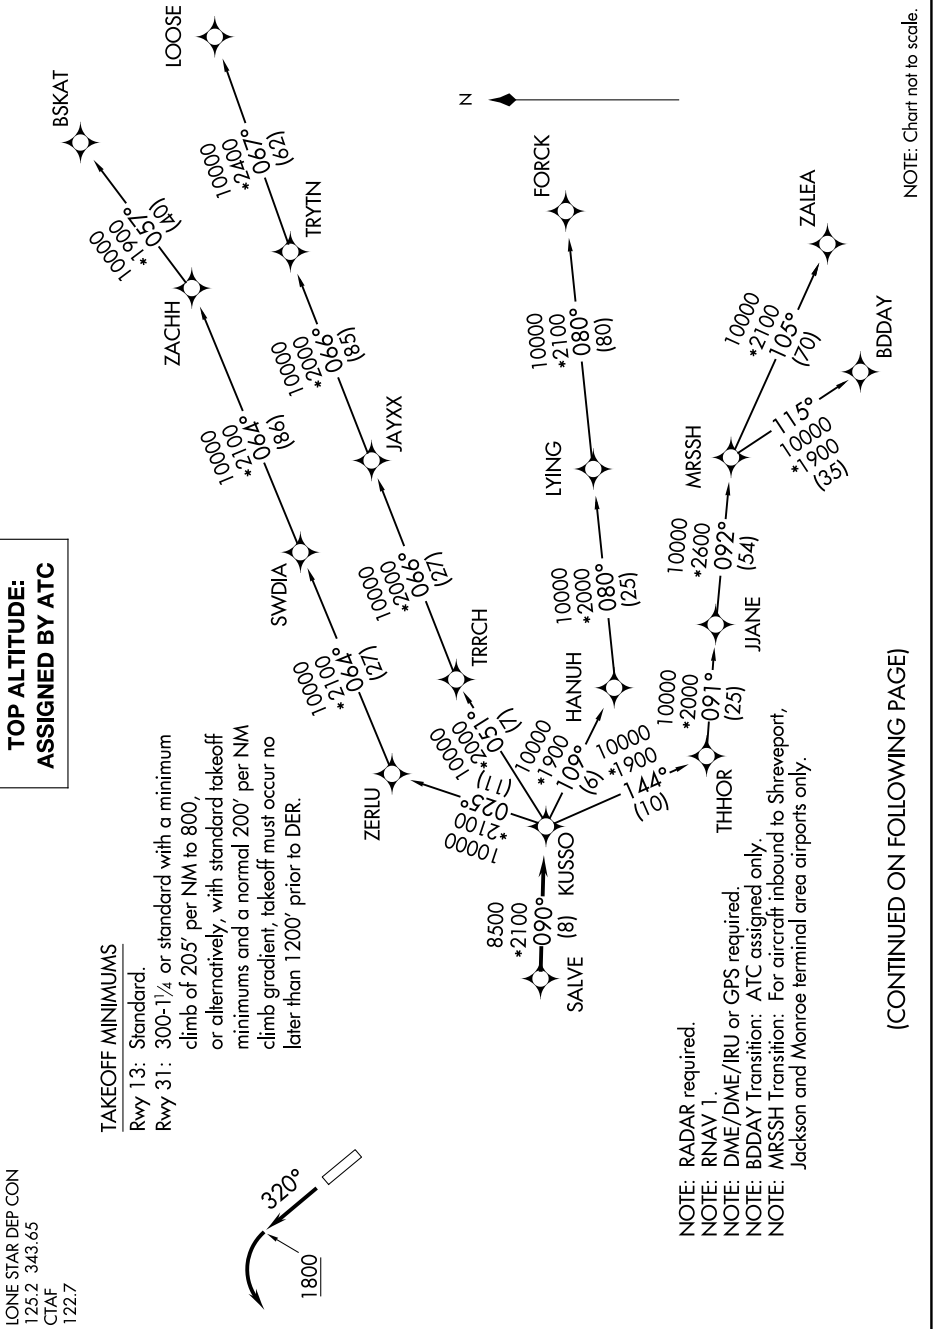 LONE STAR DEP CON
125.2 343.65
CTAF
122.7
TOP ALTITUDE:
ASSIGNED BY ATC
TAKEOFF MINIMUMS
Rwy 13: Standard.
Rwy 31: 300-1¼ or standard with a minimum
climb of 205' per NM to 800,
or alternatively, with standard takeoff
minimums and a normal 200' per NM
climb gradient, takeoff must occur no
later than 1200' prior to DER.
320°
1800
BSKAT
10000
*1900
057°
(40)
ZACHH
10000
*2100
064°
(86)
SWDIA
10000
*2100
064°
(27)
ZERLU
10000
*2100
025°
(11)
LOOSE
10000
*2400
067°
(62)
TRYTN
10000
*2000
066°
(85)
JAYXX
10000
*2000
066°
(27)
TRRCH
10000
*2000
051°
(7)
N
FORCK
10000
*2100
080°
(80)
LYING
10000
*2000
080°
(25)
HANUH
10000
*1900
109°
(6)
8500
*2100
090°
(8)
SALVE
KUSSO
10000
*1900
144°
(10)
THHOR
10000
*2000
091°
(25)
JJANE
10000
*2600
092°
(54)
MRSSH
10000
*2100
105°
(70)
ZALEA
115°
10000
*1900
(35)
BDDAY
NOTE: RADAR required.
NOTE: RNAV 1.
NOTE: DME/DME/IRU or GPS required.
NOTE: BDDAY Transition: ATC assigned only.
NOTE: MRSSH Transition: For aircraft inbound to Shreveport,
Jackson and Monroe terminal area airports only.
(CONTINUED ON FOLLOWING PAGE)
NOTE: Chart not to scale.